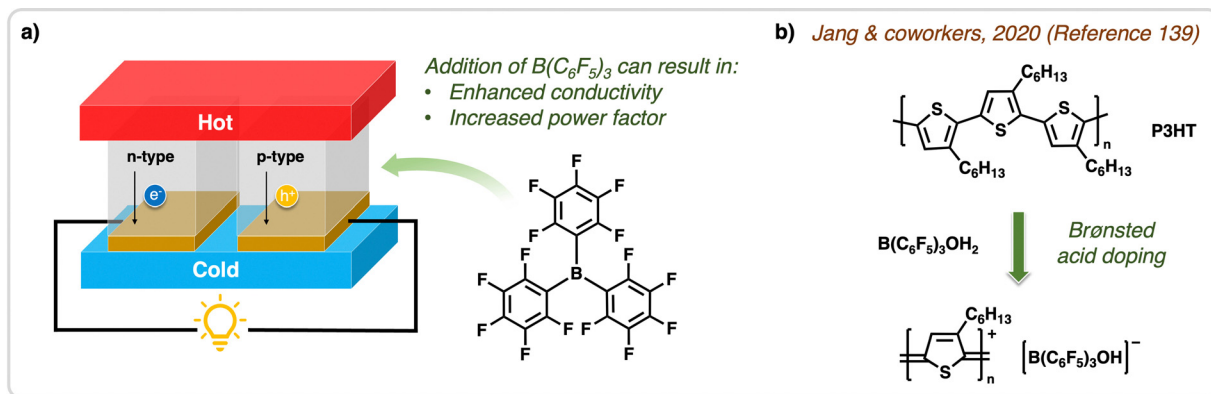 a)
Addition of B(C₆F₅)₃ can result in:
• Enhanced conductivity
• Increased power factor
Hot
n-type
p-type
e⁻
h⁺
Cold
F
F
F
F
F
B
F
F
F
F
F
F
F
F
F
F
b) Jang & coworkers, 2020 (Reference 139)
C₆H₁₃
S
S
S
n
P3HT
C₆H₁₃
C₆H₁₃
B(C₆F₅)₃OH₂
Brønsted
acid doping
C₆H₁₃
+
S
n
[B(C₆F₅)₃OH]⁻